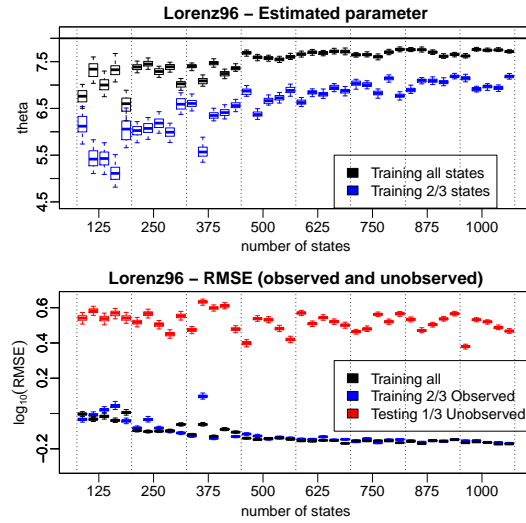 Lorenz96 − Estimated parameter
theta
7.5
6.5
5.5
4.5
Training all states
Training 2/3 states
125 250 375 500 625 750 875 1000
number of states
Lorenz96 − RMSE (observed and unobserved)
log10(RMSE)
0.6
0.2
−0.2
Training all
Training 2/3 Observed
Testing 1/3 Unobserved
125 250 375 500 625 750 875 1000
number of states